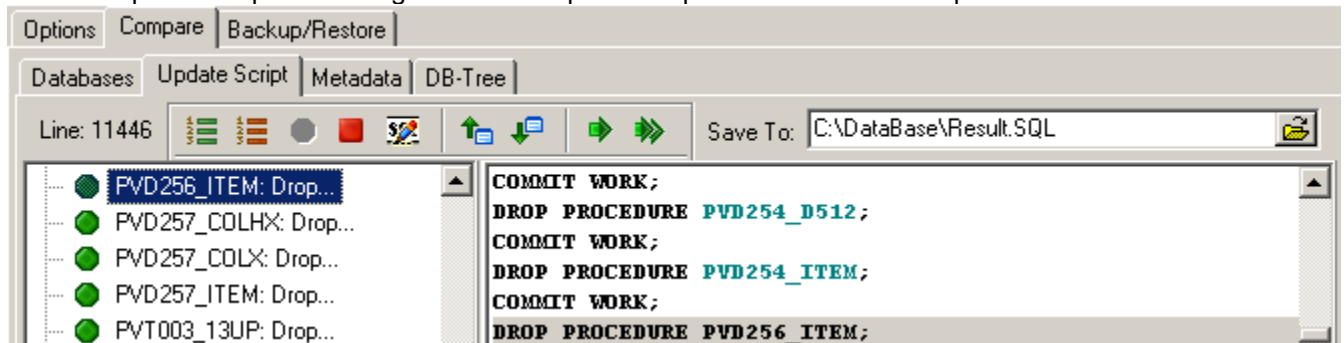 Options Compare Backup/Restore
Databases Update Script Metadata DB-Tree
Line: 11446 Save To: C:\DataBase\Result.SQL
PVD256_ITEM: Drop...
PVD257_COLHX: Drop...
PVD257_COLX: Drop...
PVD257_ITEM: Drop...
PVT003_13UP: Drop...
COMMIT WORK;
DROP PROCEDURE PVD254_D512;
COMMIT WORK;
DROP PROCEDURE PVD254_ITEM;
COMMIT WORK;
DROP PROCEDURE PVD256_ITEM;